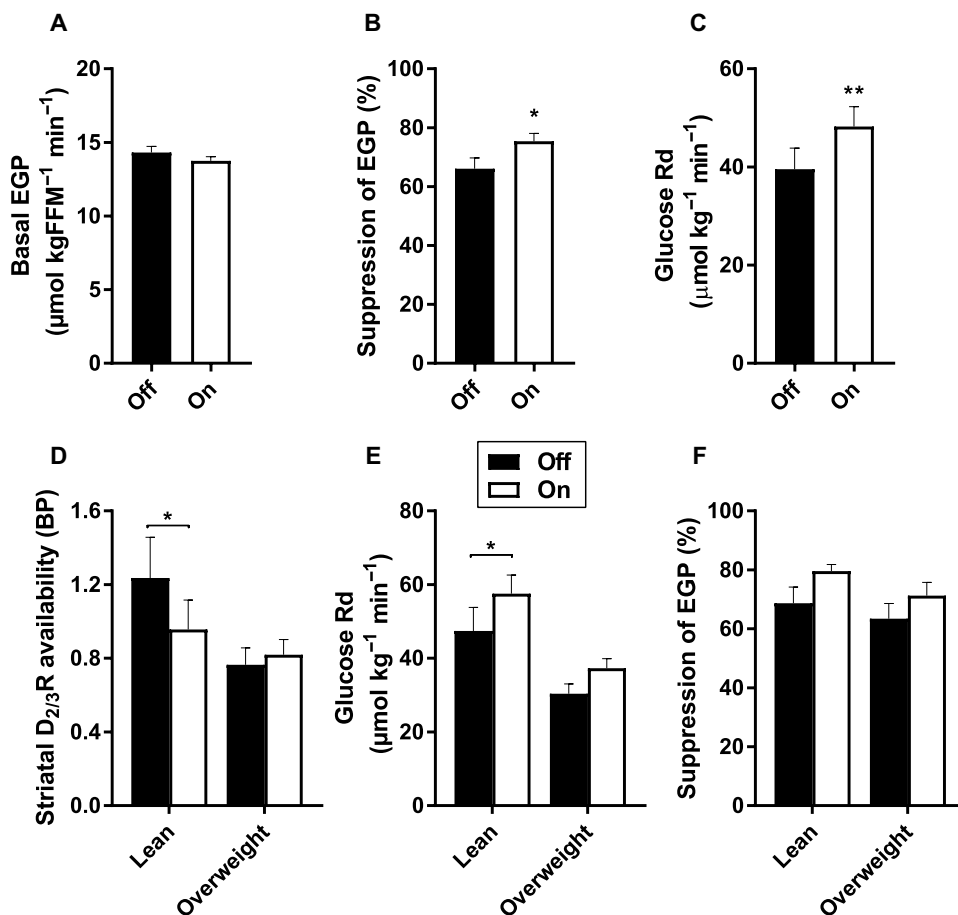 A
Basal EGP
(µmol kgFFM⁻¹ min⁻¹)
20
15
10
5
0
Off
On
B
Suppression of EGP (%)
100
80
60
40
20
0
*
Off
On
C
Glucose Rd
(µmol kg⁻¹ min⁻¹)
60
40
20
0
**
Off
On
D
Striatal D₂/₃R availability (BP)
1.6
1.2
0.8
0.4
0.0
*
Lean
Overweight
E
Off
On
Glucose Rd
(µmol kg⁻¹ min⁻¹)
80
60
40
20
0
*
Lean
Overweight
F
Suppression of EGP (%)
100
80
60
40
20
0
Lean
Overweight